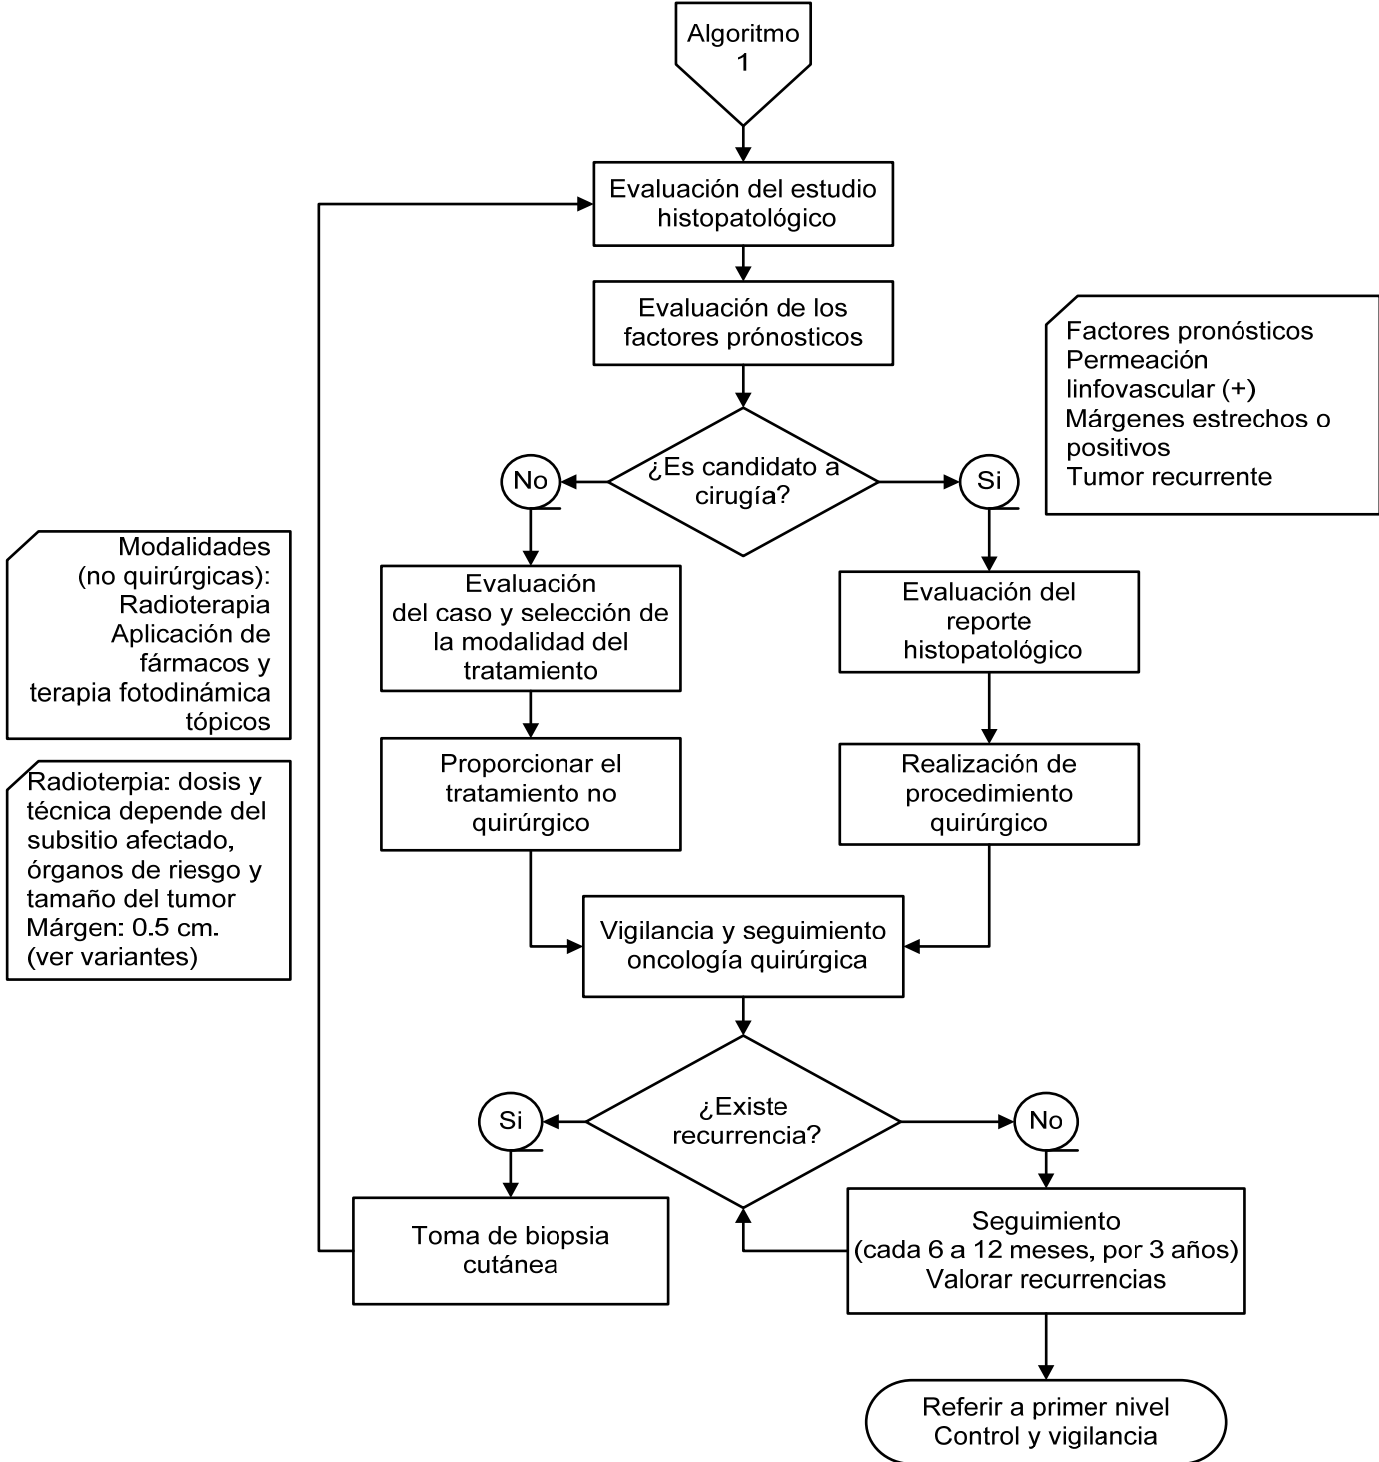 Algoritmo
1
Evaluación del estudio
histopatológico
Evaluación de los
factores prónosticos
Factores pronósticos
Permeación
linfovascular (+)
Márgenes estrechos o
positivos
Tumor recurrente
¿Es candidato a
cirugía?
No
Si
Modalidades
(no quirúrgicas):
Radioterapia
Aplicación de
fármacos y
terapia fotodinámica
tópicos
Evaluación
del caso y selección de
la modalidad del
tratamiento
Evaluación del
reporte
histopatológico
Radioterpia: dosis y
técnica depende del
subsitio afectado,
órganos de riesgo y
tamaño del tumor
Márgen: 0.5 cm.
(ver variantes)
Proporcionar el
tratamiento no
quirúrgico
Realización de
procedimiento
quirúrgico
Vigilancia y seguimiento
oncología quirúrgica
¿Existe
recurrencia?
Si
No
Toma de biopsia
cutánea
Seguimiento
(cada 6 a 12 meses, por 3 años)
Valorar recurrencias
Referir a primer nivel
Control y vigilancia